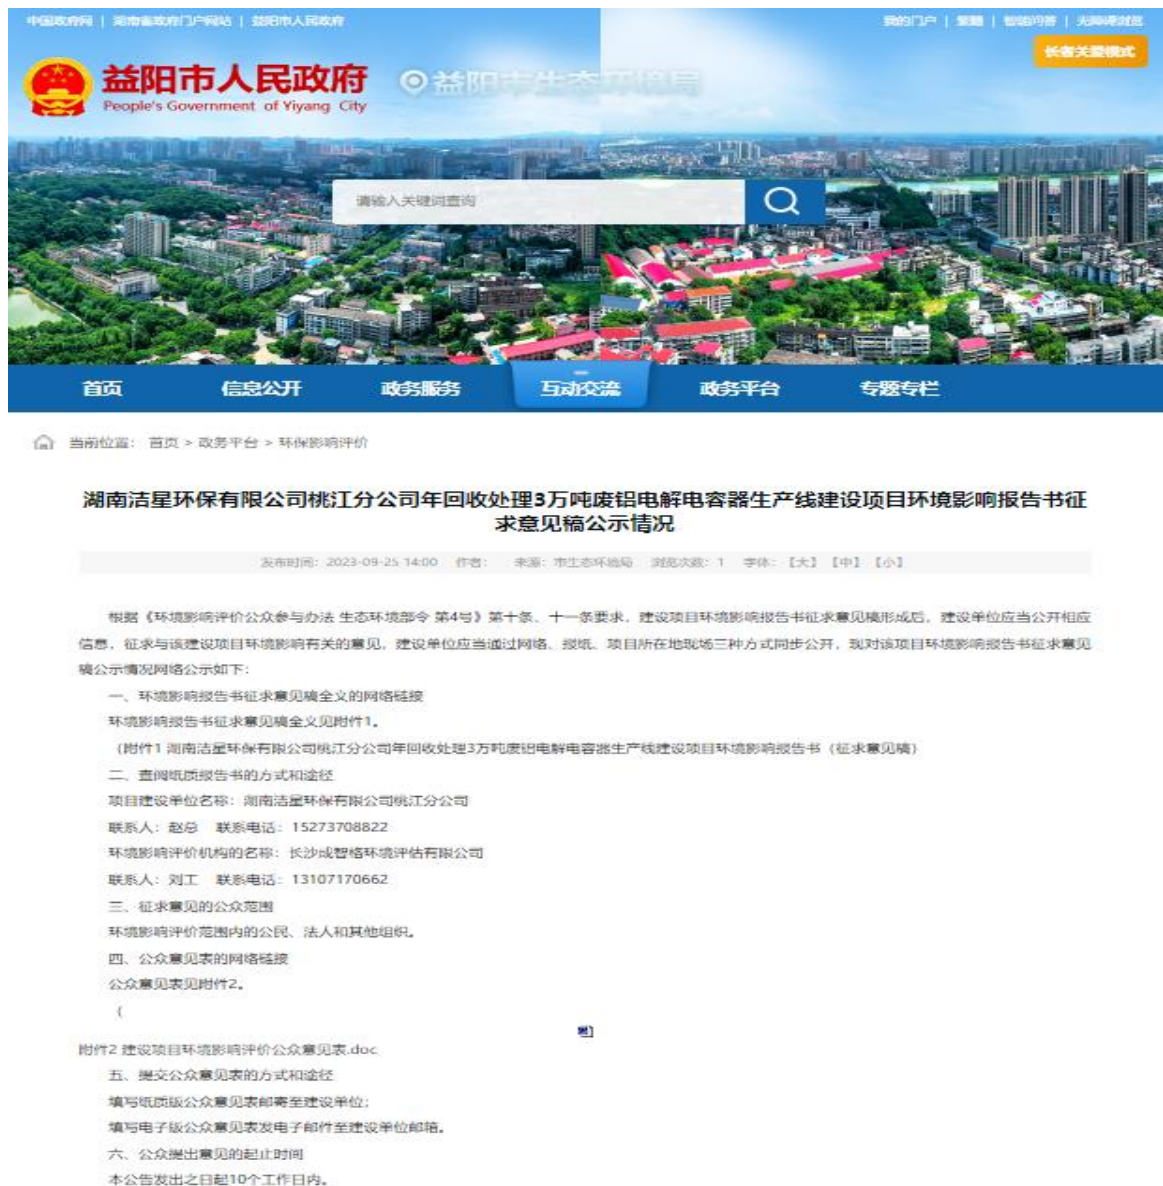 中国政府网 | 湖南省政府门户网站 | 益阳市人民政府
我的门户 | 繁體 | 智能问答 | 无障碍浏览
长者关爱模式
益阳市人民政府
People's Government of Yiyang City
益阳市生态环境局
请输入关键词查询
首页 信息公开 政务服务 互动交流 政务平台 专题专栏
当前位置： 首页 > 政务平台 > 环保影响评价
湖南洁星环保有限公司桃江分公司年回收处理3万吨废铝电解电容器生产线建设项目环境影响报告书征
求意见稿公示情况
发布时间：2023-09-25 14:00 作者： 来源：市生态环境局 浏览次数：1 字体：【大】【中】【小】
根据《环境影响评价公众参与办法 生态环境部令 第4号》第十条、十一条要求，建设项目环境影响报告书征求意见稿形成后，建设单位应当公开相应
信息，征求与该建设项目环境影响有关的意见，建设单位应当通过网络、报纸、项目所在地现场三种方式同步公开，现对该项目环境影响报告书征求意见
稿公示情况网络公示如下：
一、环境影响报告书征求意见稿全文的网络链接
环境影响报告书征求意见稿全文见附件1。
（附件1 湖南洁星环保有限公司桃江分公司年回收处理3万吨废铝电解电容器生产线建设项目环境影响报告书（征求意见稿）
二、查阅纸质报告书的方式和途径
项目建设单位名称：湖南洁星环保有限公司桃江分公司
联系人：赵总 联系电话：15273708822
环境影响评价机构的名称：长沙成智格环境评估有限公司
联系人：刘工 联系电话：13107170662
三、征求意见的公众范围
环境影响评价范围内的公民、法人和其他组织。
四、公众意见表的网络链接
公众意见表见附件2。
（
附件2 建设项目环境影响评价公众意见表.doc
五、提交公众意见表的方式和途径
填写纸质版公众意见表邮寄至建设单位;
填写电子版公众意见表发电子邮件至建设单位邮箱。
六、公众提出意见的起止时间
本公告发出之日起10个工作日内。